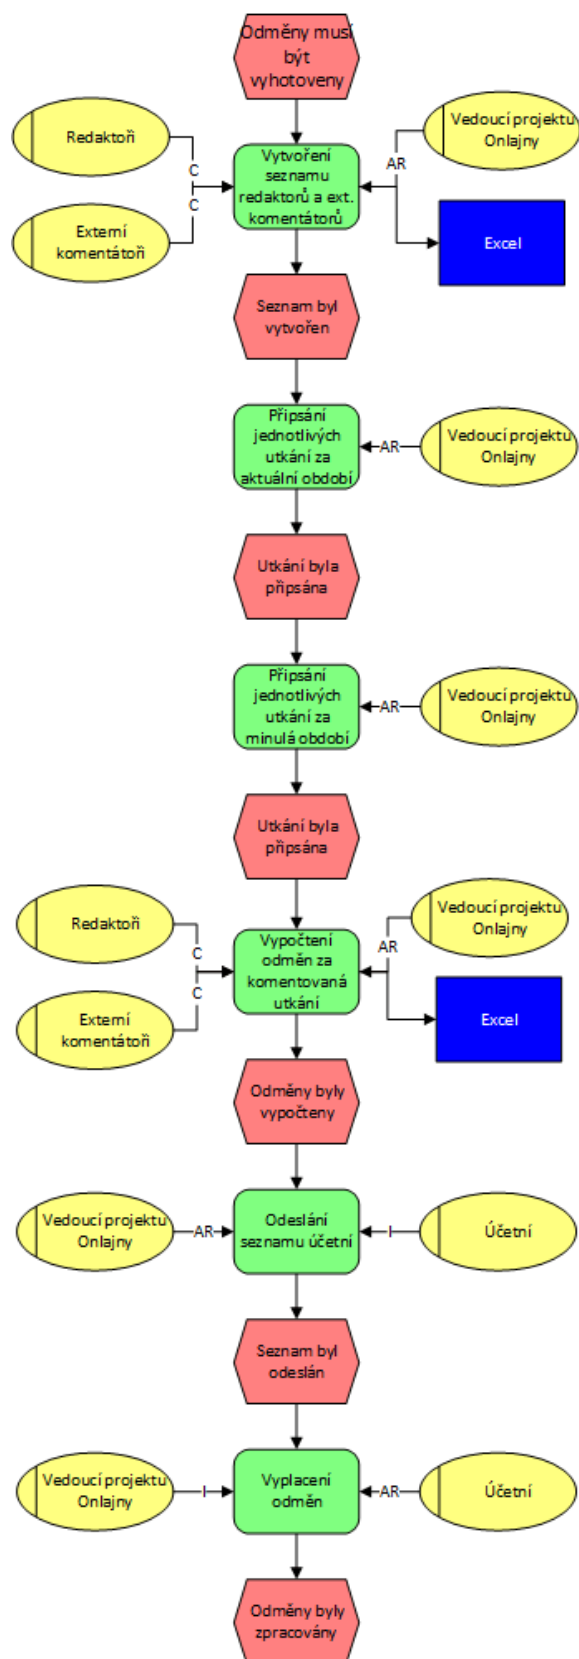 Odměny musí
být
vyhotoveny
Redaktoři
C
Externí
komentátoři
C
Vytvoření
seznamu
redaktorů a ext.
komentátorů
AR
Vedoucí projektu
Onlajny
Excel
Seznam byl
vytvořen
Připsání
jednotlivých
utkání za
aktuální období
AR
Vedoucí projektu
Onlajny
Utkání byla
připsána
Připsání
jednotlivých
utkání za
minulá období
AR
Vedoucí projektu
Onlajny
Utkání byla
připsána
Redaktoři
C
Externí
komentátoři
C
Vypočtení
odměn za
komentovaná
utkání
AR
Vedoucí projektu
Onlajny
Excel
Odměny byly
vypočteny
Vedoucí projektu
Onlajny
AR
Odeslání
seznamu účetní
I
Účetní
Seznam byl
odeslán
Vedoucí projektu
Onlajny
I
Vyplacení
odměn
AR
Účetní
Odměny byly
zpracovány